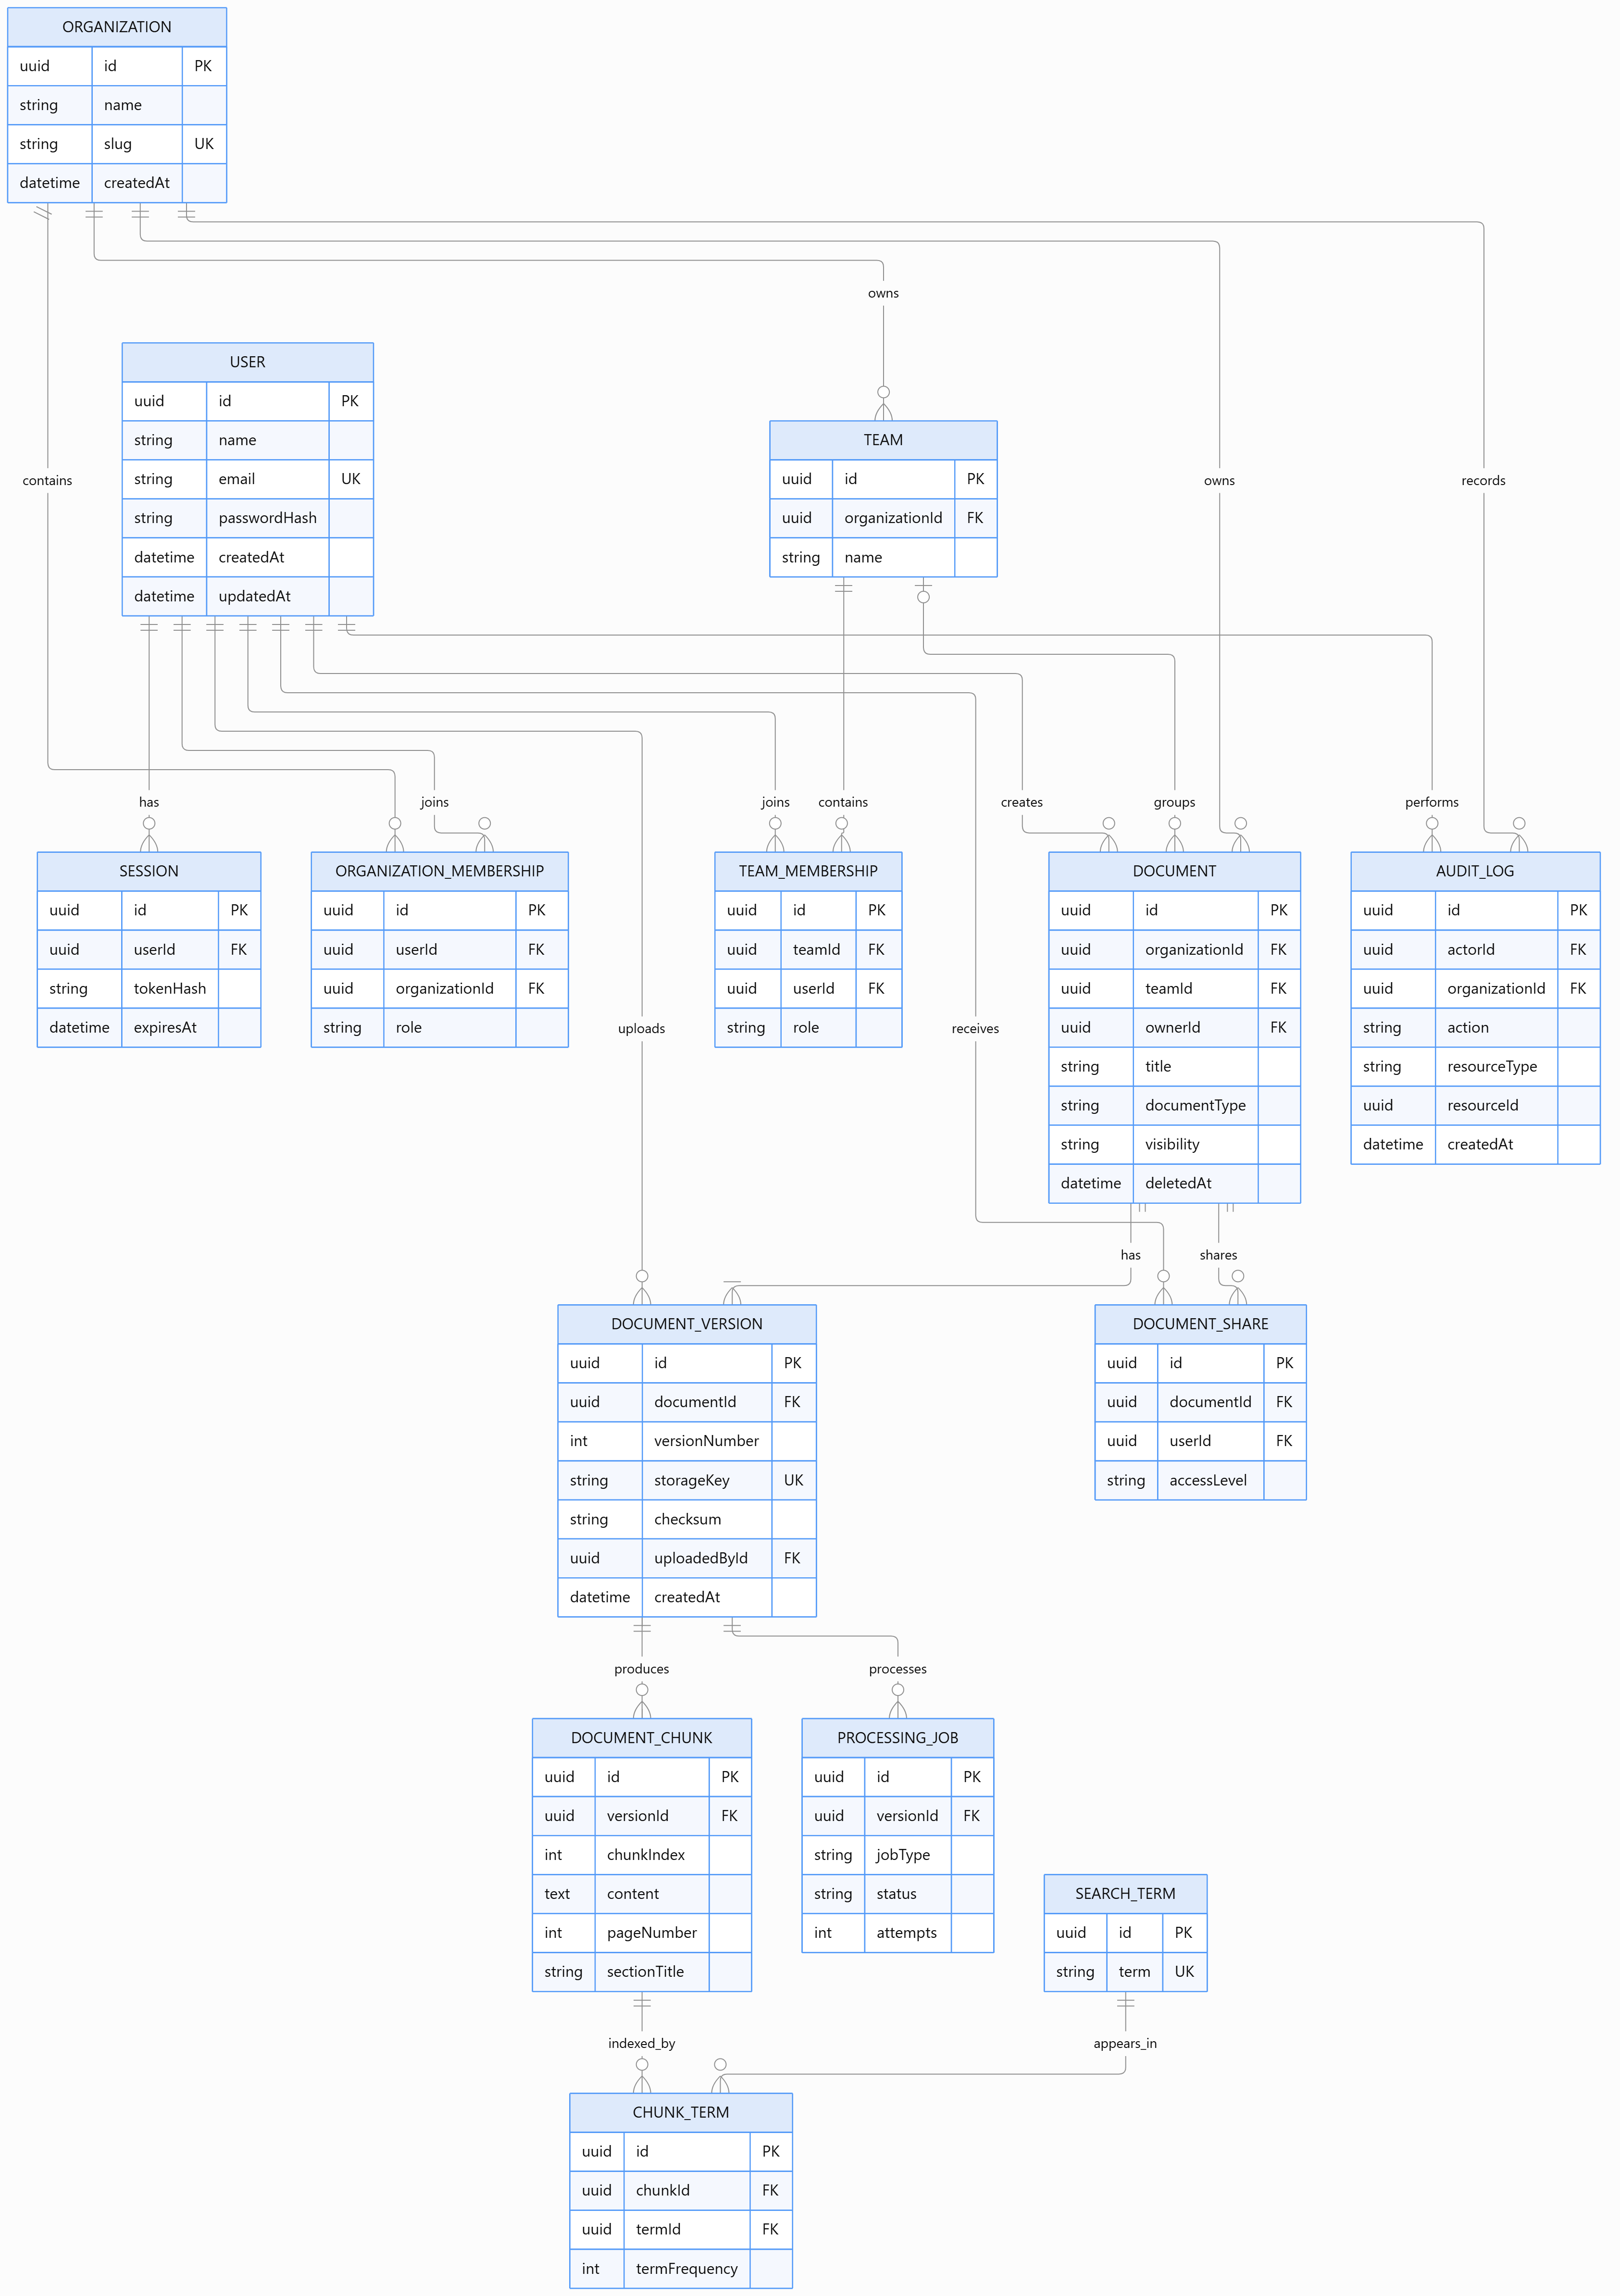 ORGANIZATION
uuid id PK
string name
string slug UK
datetime createdAt
owns
USER
uuid id PK
string name
string email UK
string passwordHash
datetime createdAt
datetime updatedAt
TEAM
uuid id PK
uuid organizationId FK
string name
contains
owns
records
has
joins
joins
contains
creates
groups
performs
SESSION
uuid id PK
uuid userId FK
string tokenHash
datetime expiresAt
ORGANIZATION_MEMBERSHIP
uuid id PK
uuid userId FK
uuid organizationId FK
string role
TEAM_MEMBERSHIP
uuid id PK
uuid teamId FK
uuid userId FK
string role
DOCUMENT
uuid id PK
uuid organizationId FK
uuid teamId FK
uuid ownerId FK
string title
string documentType
string visibility
datetime deletedAt
AUDIT_LOG
uuid id PK
uuid actorId FK
uuid organizationId FK
string action
string resourceType
uuid resourceId
datetime createdAt
uploads
receives
has
shares
DOCUMENT_VERSION
uuid id PK
uuid documentId FK
int versionNumber
string storageKey UK
string checksum
uuid uploadedById FK
datetime createdAt
DOCUMENT_SHARE
uuid id PK
uuid documentId FK
uuid userId FK
string accessLevel
produces
processes
DOCUMENT_CHUNK
uuid id PK
uuid versionId FK
int chunkIndex
text content
int pageNumber
string sectionTitle
PROCESSING_JOB
uuid id PK
uuid versionId FK
string jobType
string status
int attempts
SEARCH_TERM
uuid id PK
string term UK
indexed_by
appears_in
CHUNK_TERM
uuid id PK
uuid chunkId FK
uuid termId FK
int termFrequency